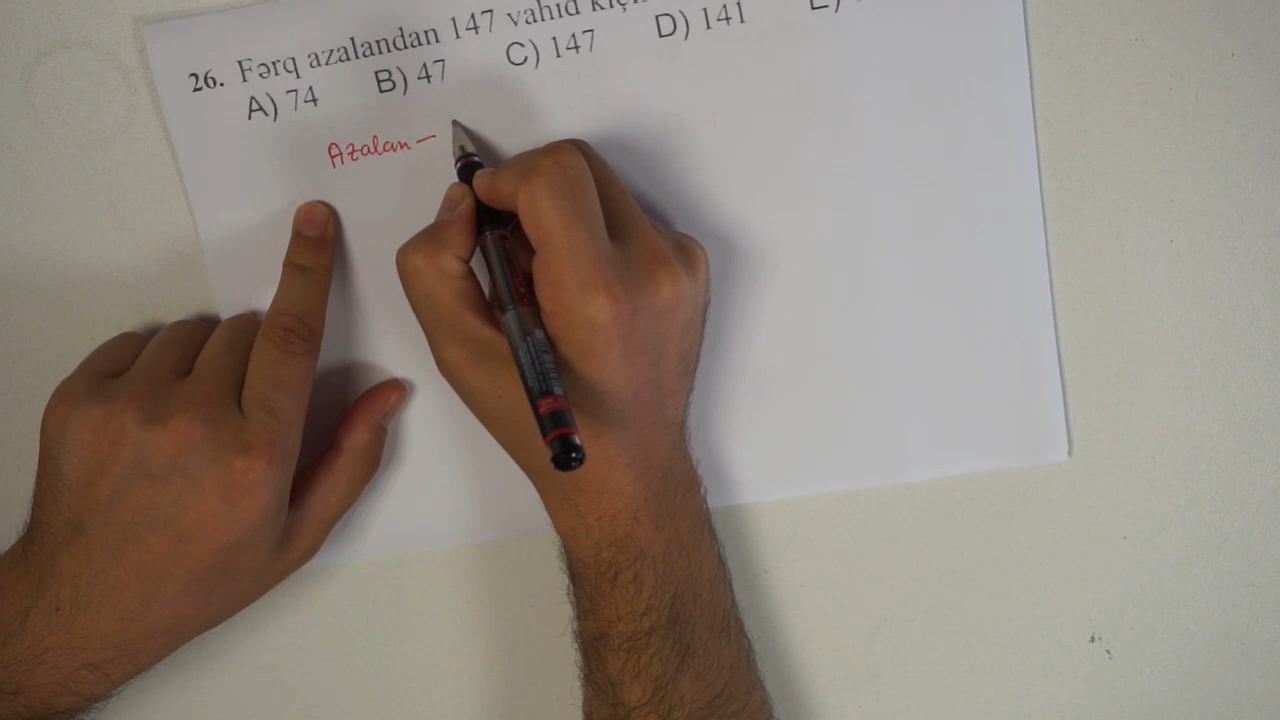 26. Fərq azalandan 147 vahid
A) 74 B) 47 C) 147 D) 141
Azalan –